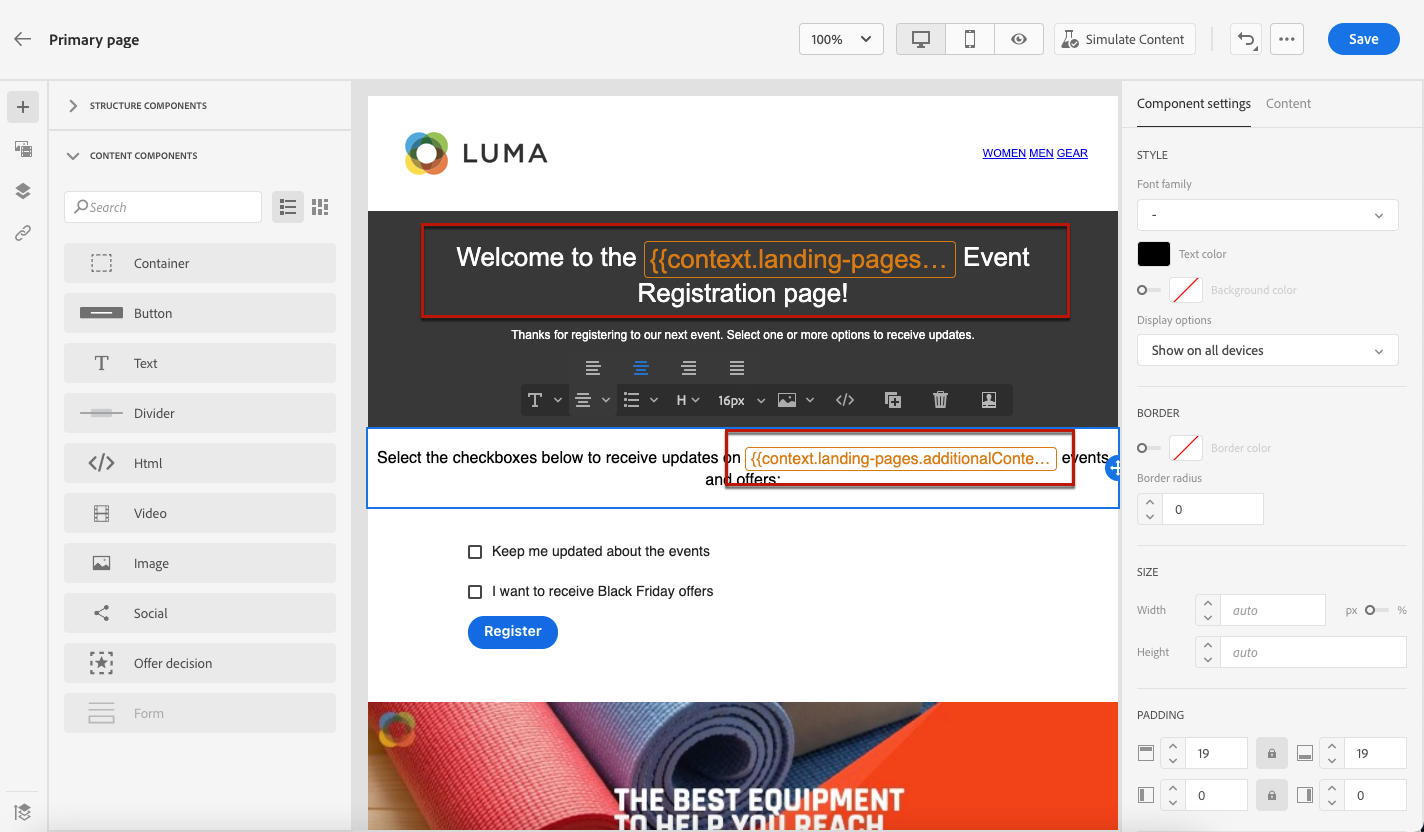 Primary page
100%
Simulate Content
Save
STRUCTURE COMPONENTS
CONTENT COMPONENTS
Search
Container
Button
Text
Divider
Html
Video
Image
Social
Offer decision
Form
LUMA
WOMEN MEN GEAR
Welcome to the {{context.landing-pages… Event
Registration page!
Thanks for registering to our next event. Select one or more options to receive updates.
H 16px
Select the checkboxes below to receive updates on {{context.landing-pages.additionalConte… events
and offers:
Keep me updated about the events
I want to receive Black Friday offers
Register
THE BEST EQUIPMENT
TO HELP YOU REACH
Component settings Content
STYLE
Font family
-
Text color
Background color
Display options
Show on all devices
BORDER
Border color
Border radius
0
SIZE
Width auto px %
Height auto
PADDING
19 19
0 0